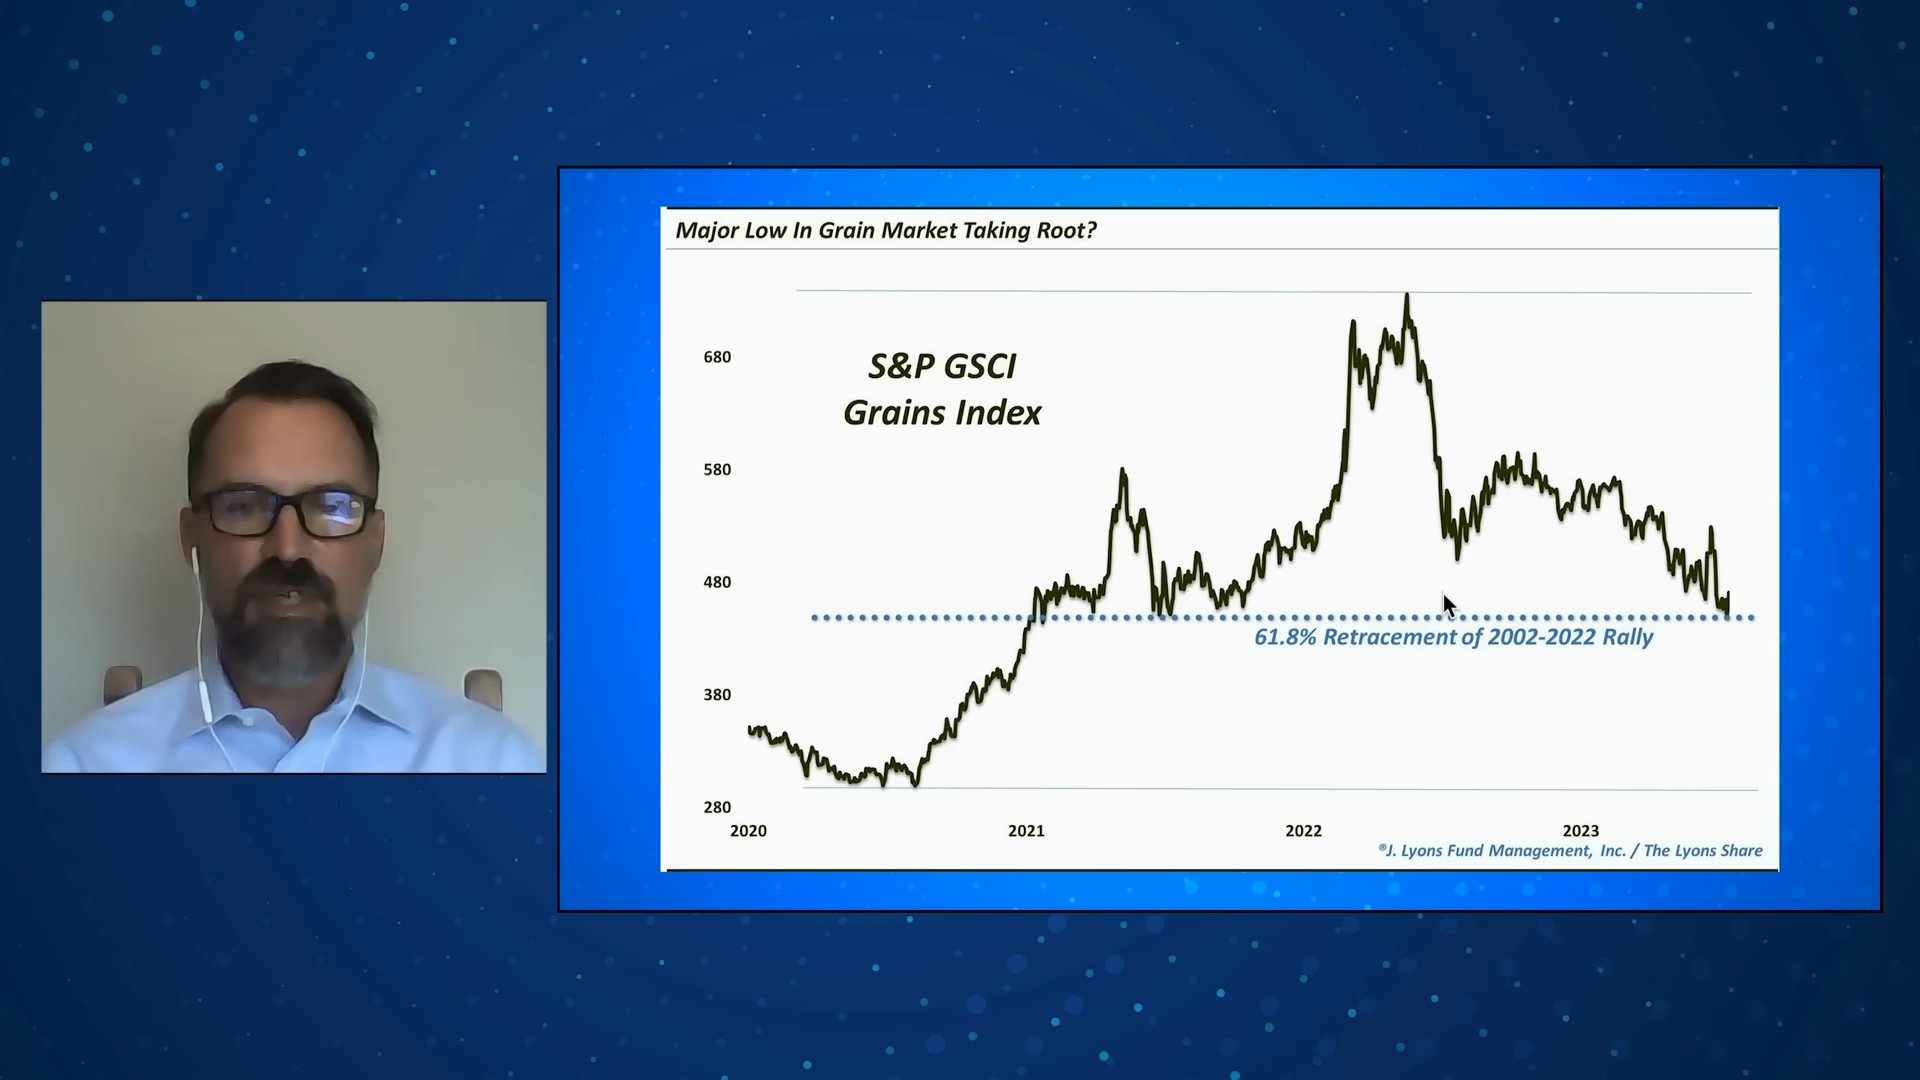 Major Low In Grain Market Taking Root?
S&P GSCI
Grains Index
680
580
480
61.8% Retracement of 2002-2022 Rally
380
280
2020 2021 2022 2023
®J. Lyons Fund Management, Inc. / The Lyons Share